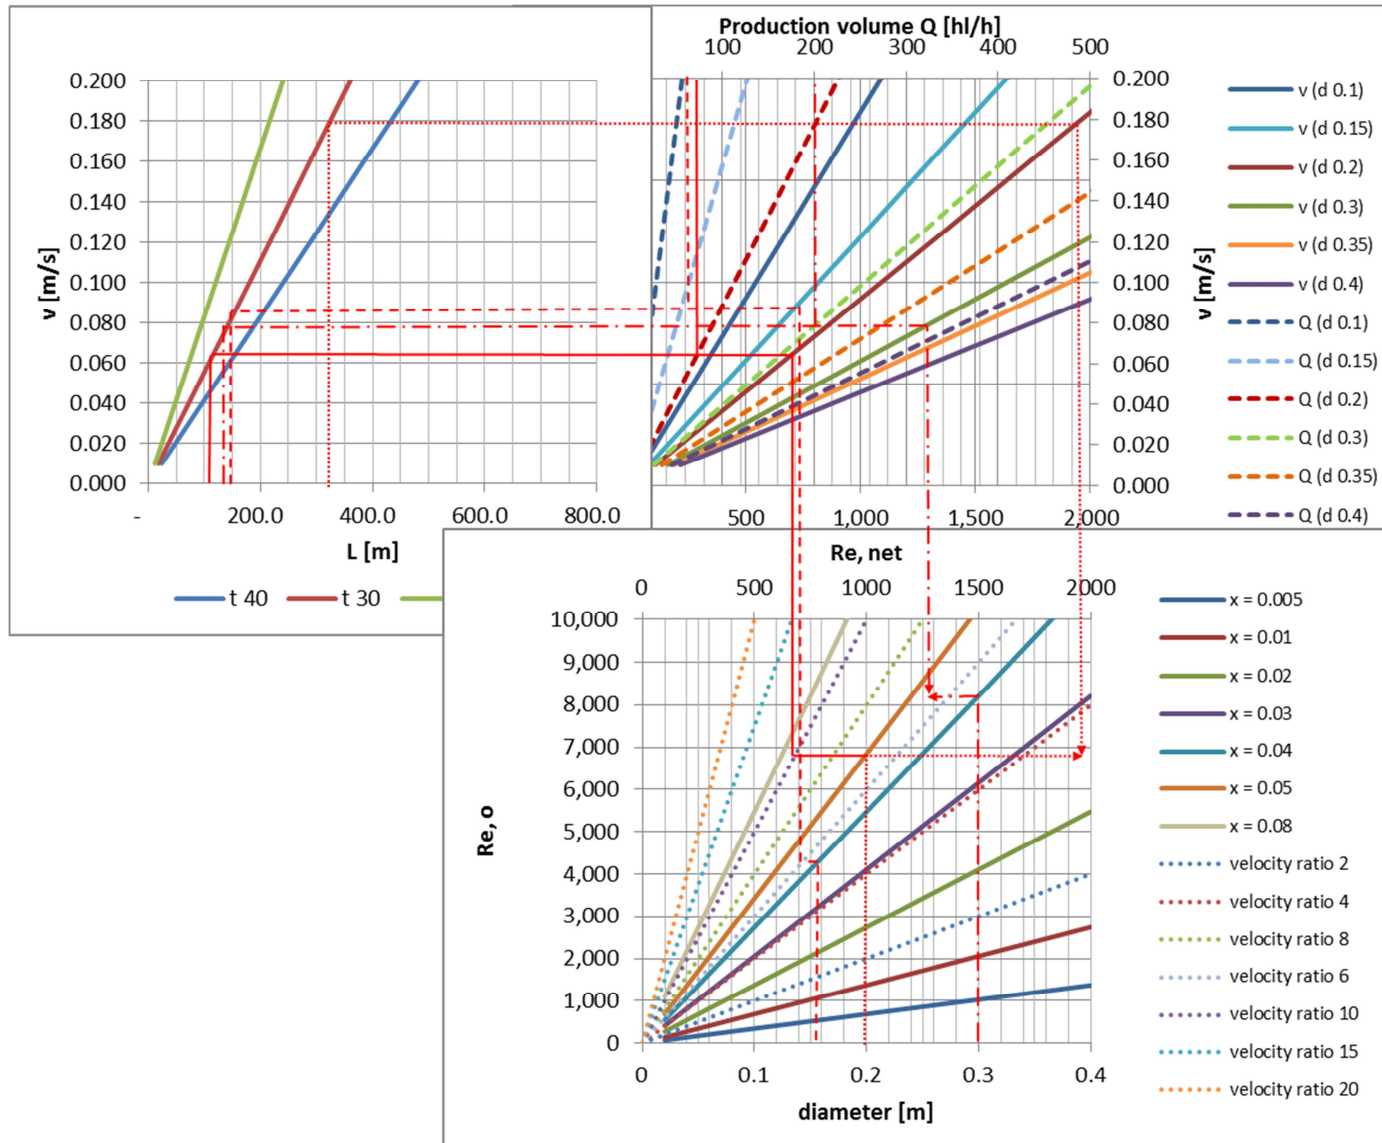 Production volume Q [hl/h]
100 200 300 400 500
0.200
0.180
0.160
0.140
0.120
0.100
0.080
0.060
0.040
0.020
0.000
v [m/s]
- 200.0 400.0 600.0 800.0
L [m]
t 40 t 30
0.200
0.180
0.160
0.140
0.120
0.100
0.080
0.060
0.040
0.020
0.000
v [m/s]
500 1,000 1,500 2,000
Re, net
v (d 0.1)
v (d 0.15)
v (d 0.2)
v (d 0.3)
v (d 0.35)
v (d 0.4)
Q (d 0.1)
Q (d 0.15)
Q (d 0.2)
Q (d 0.3)
Q (d 0.35)
Q (d 0.4)
0 500 1000 1500 2000
10,000
9,000
8,000
7,000
6,000
5,000
4,000
3,000
2,000
1,000
0
Re, o
0 0.1 0.2 0.3 0.4
diameter [m]
x = 0.005
x = 0.01
x = 0.02
x = 0.03
x = 0.04
x = 0.05
x = 0.08
velocity ratio 2
velocity ratio 4
velocity ratio 8
velocity ratio 6
velocity ratio 10
velocity ratio 15
velocity ratio 20